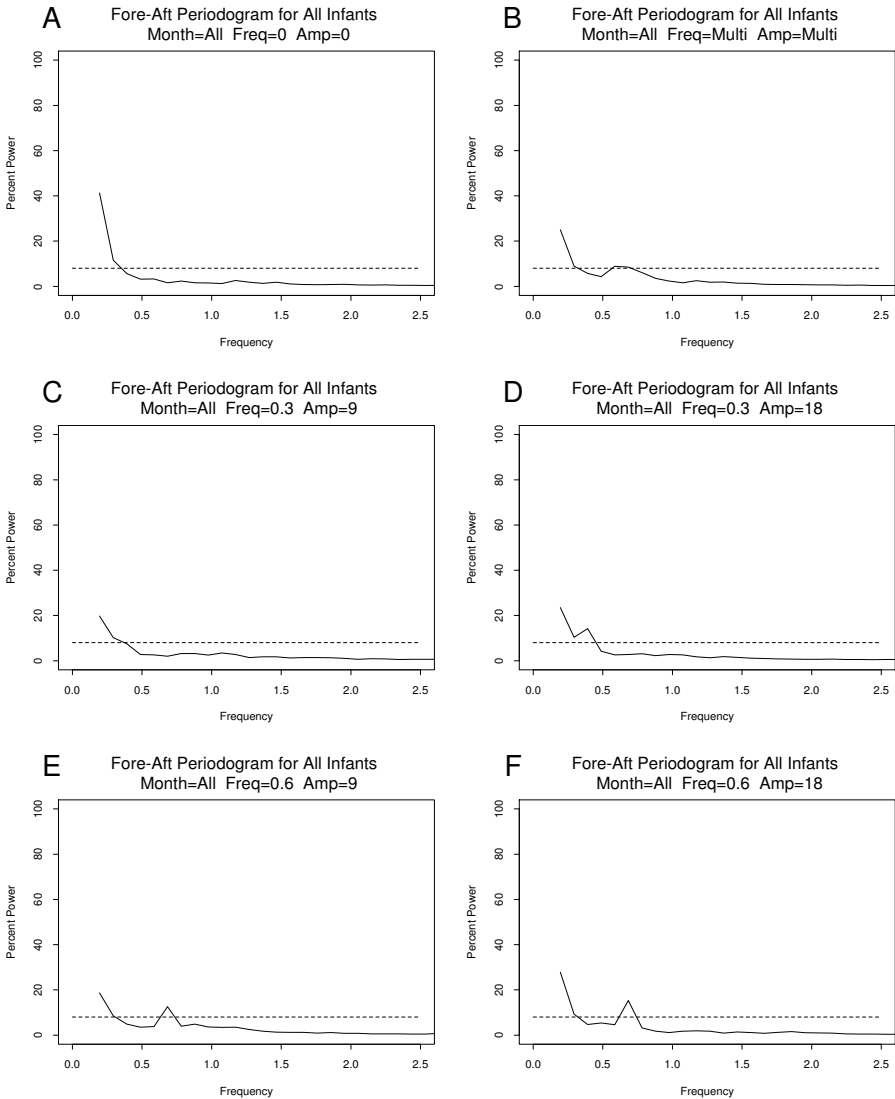 A
Fore-Aft Periodogram for All Infants
Month=All Freq=0 Amp=0
Percent Power
0 20 40 60 80 100
0.0 0.5 1.0 1.5 2.0 2.5
Frequency
B
Fore-Aft Periodogram for All Infants
Month=All Freq=Multi Amp=Multi
Percent Power
0 20 40 60 80 100
0.0 0.5 1.0 1.5 2.0 2.5
Frequency
C
Fore-Aft Periodogram for All Infants
Month=All Freq=0.3 Amp=9
Percent Power
0 20 40 60 80 100
0.0 0.5 1.0 1.5 2.0 2.5
Frequency
D
Fore-Aft Periodogram for All Infants
Month=All Freq=0.3 Amp=18
Percent Power
0 20 40 60 80 100
0.0 0.5 1.0 1.5 2.0 2.5
Frequency
E
Fore-Aft Periodogram for All Infants
Month=All Freq=0.6 Amp=9
Percent Power
0 20 40 60 80 100
0.0 0.5 1.0 1.5 2.0 2.5
Frequency
F
Fore-Aft Periodogram for All Infants
Month=All Freq=0.6 Amp=18
Percent Power
0 20 40 60 80 100
0.0 0.5 1.0 1.5 2.0 2.5
Frequency